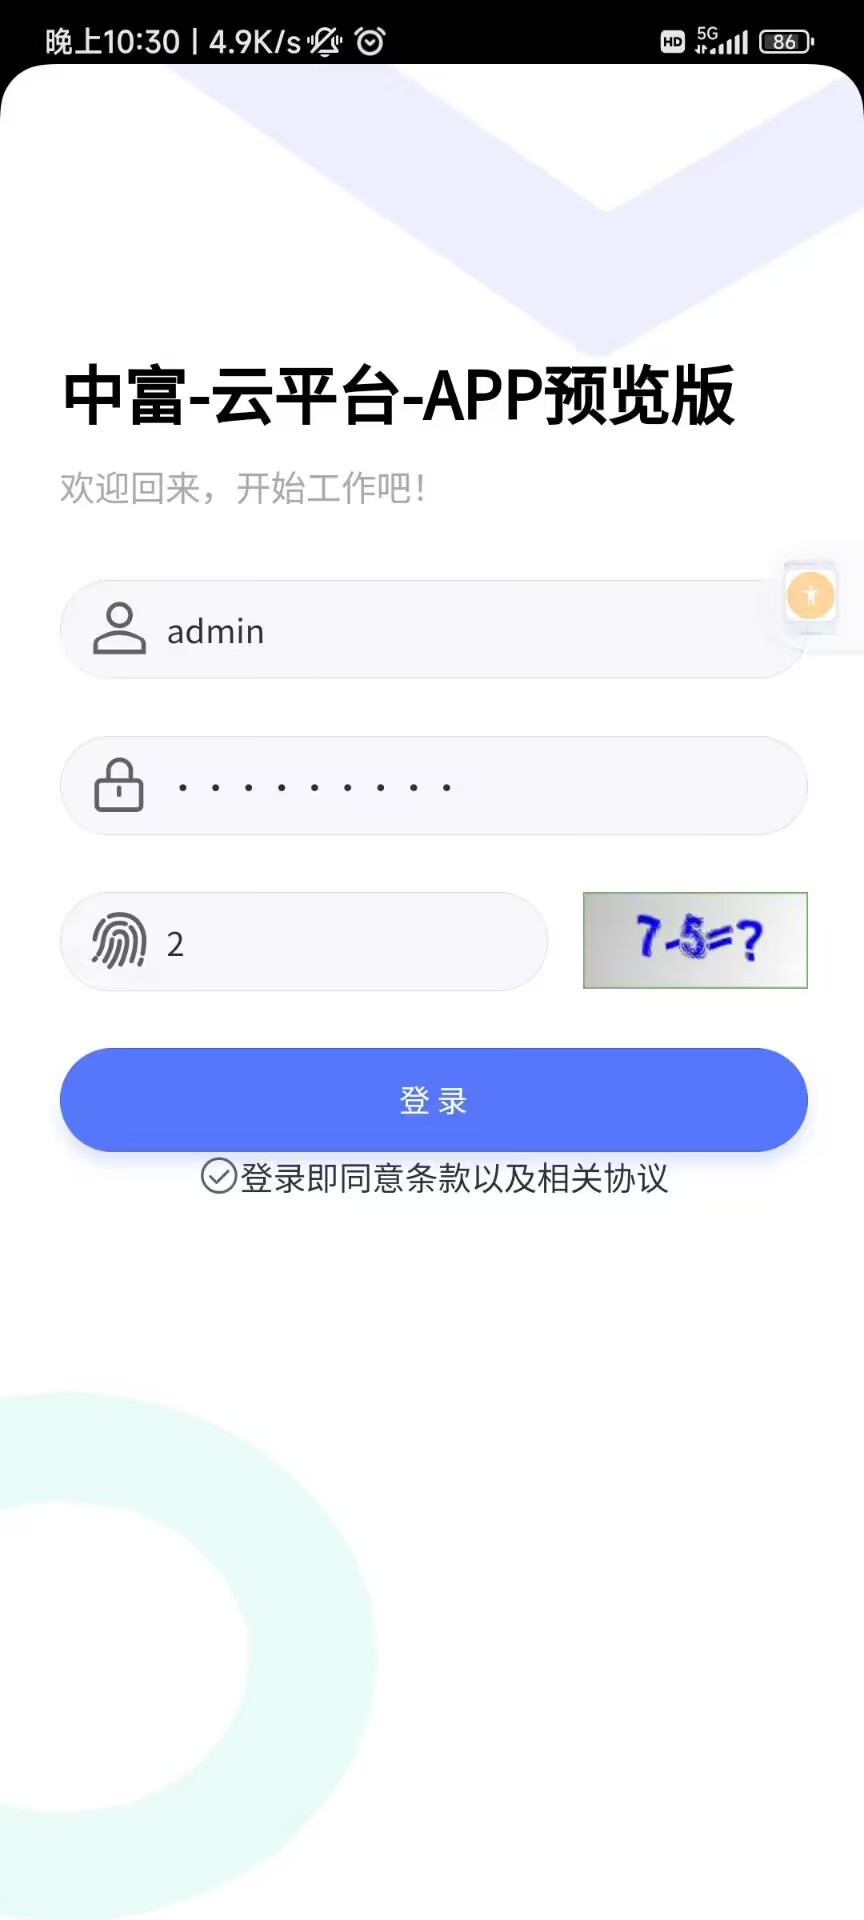 晚上10:30 | 4.9K/s HD 5G 86
中富-云平台-APP预览版
欢迎回来，开始工作吧！
admin
• • • • • • • • •
2 7-5=?
登 录
登录即同意条款以及相关协议